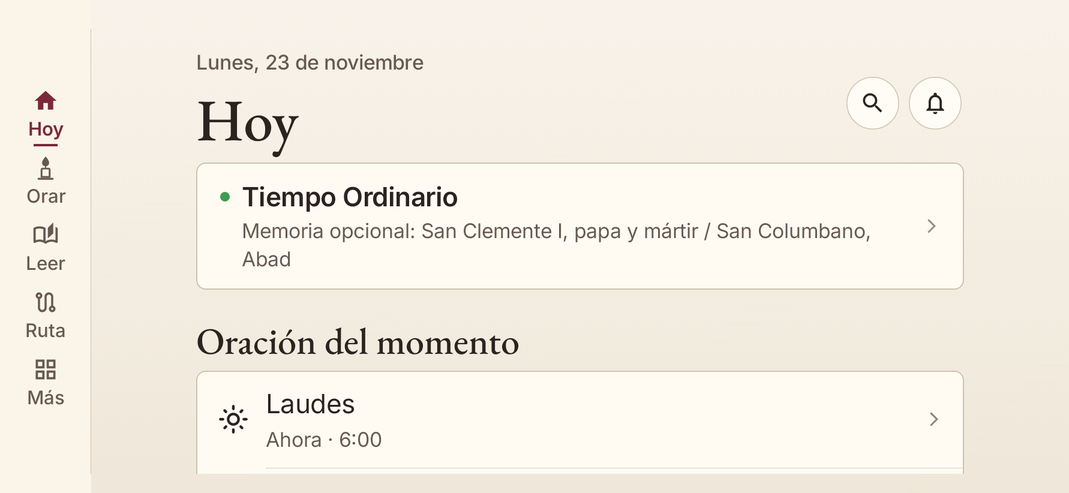 Lunes, 23 de noviembre
Hoy
Hoy
Orar
Leer
Ruta
Más
Tiempo Ordinario
Memoria opcional: San Clemente I, papa y mártir / San Columbano,
Abad
Oración del momento
Laudes
Ahora · 6:00